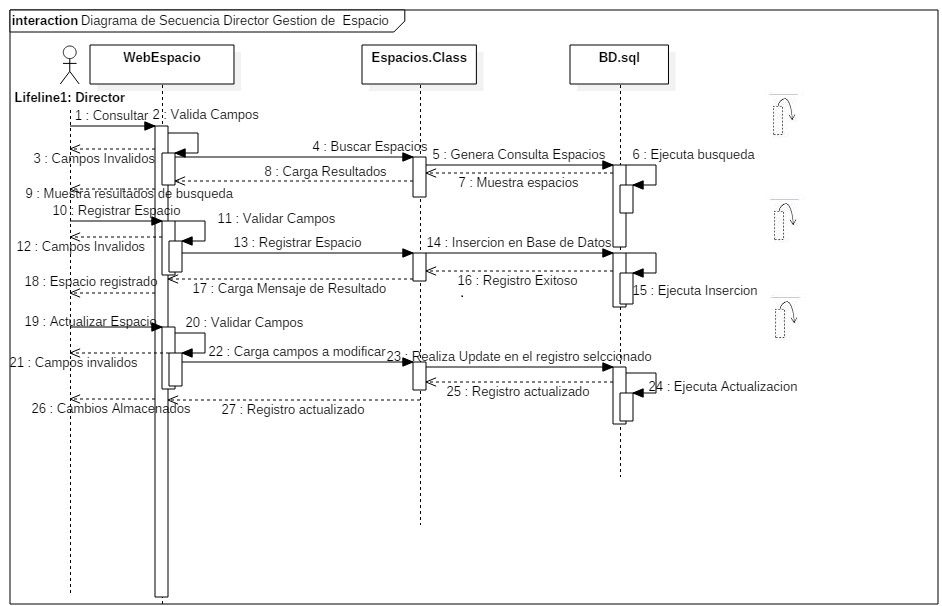 interaction Diagrama de Secuencia Director Gestion de Espacio
WebEspacio
Espacios.Class
BD.sql
Lifeline1: Director
1 : Consultar
2 : Valida Campos
3 : Campos Invalidos
4 : Buscar Espacios
5 : Genera Consulta Espacios
6 : Ejecuta busqueda
7 : Muestra espacios
8 : Carga Resultados
9 : Muestra resultados de busqueda
10 : Registrar Espacio
11 : Validar Campos
12 : Campos Invalidos
13 : Registrar Espacio
14 : Insercion en Base de Datos
15 : Ejecuta Insercion
16 : Registro Exitoso
17 : Carga Mensaje de Resultado
18 : Espacio registrado
19 : Actualizar Espacio
20 : Validar Campos
21 : Campos invalidos
22 : Carga campos a modificar
23 : Realiza Update en el registro selccionado
24 : Ejecuta Actualizacion
25 : Registro actualizado
26 : Cambios Almacenados
27 : Registro actualizado